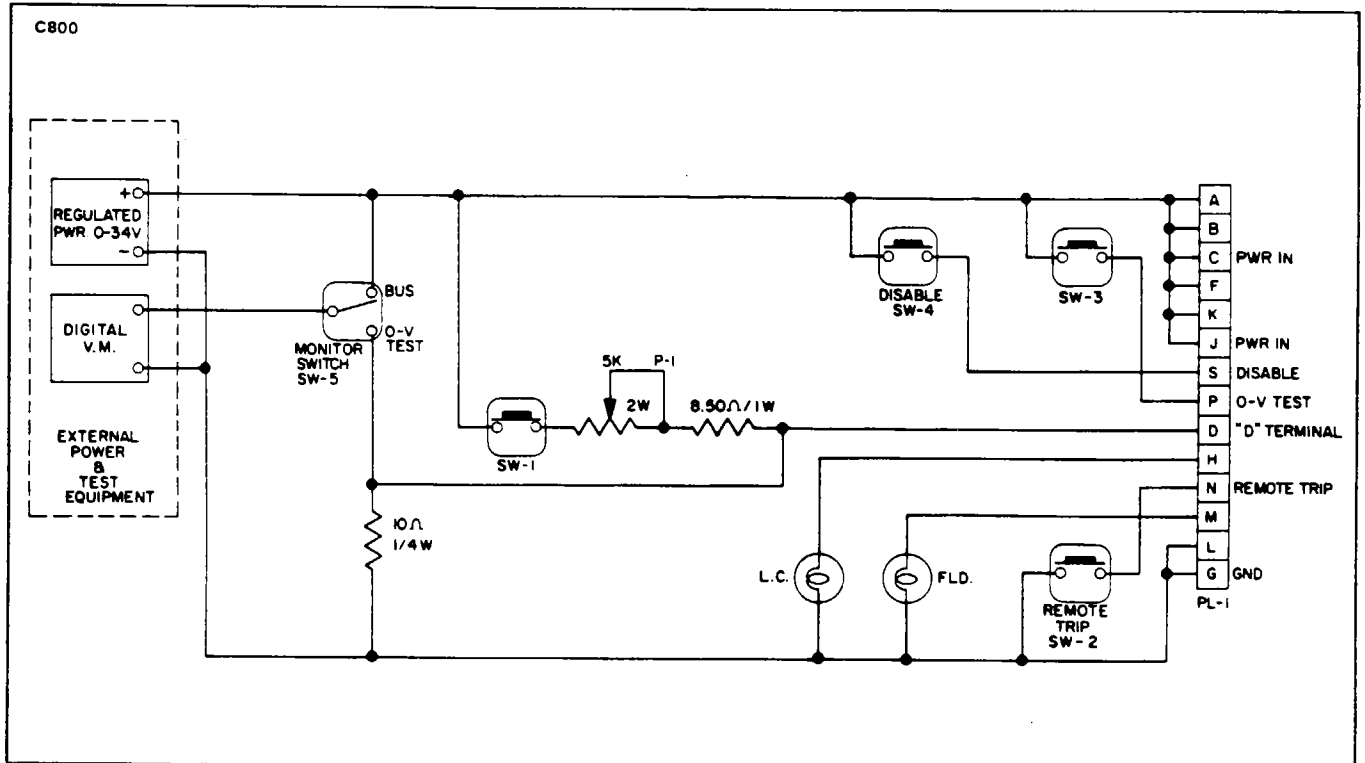 C800
+
REGULATED
PWR. 0-34V
-
DIGITAL
V.M.
EXTERNAL
POWER
&
TEST
EQUIPMENT
BUS
O-V
TEST
MONITOR
SWITCH
SW-5
10Ω
1/4W
SW-1
5K P-1
2W
8.50Ω/1W
DISABLE
SW-4
SW-3
L.C.
FLD.
REMOTE
TRIP
SW-2
A
B
C PWR IN
F
K
J PWR IN
S DISABLE
P O-V TEST
D "D" TERMINAL
H
N REMOTE TRIP
M
L
G GND
PL-1